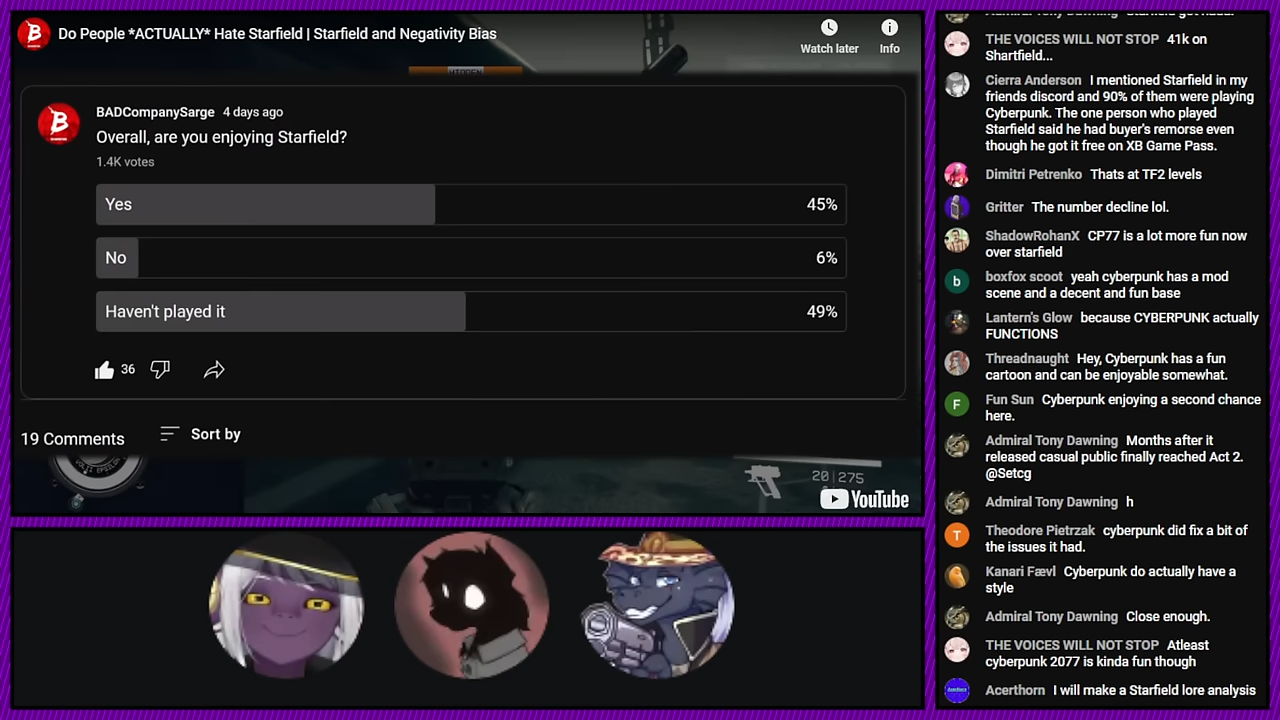 Do People *ACTUALLY* Hate Starfield | Starfield and Negativity Bias
Watch later
Info
HIDDEN
BADCompanySarge 4 days ago
Overall, are you enjoying Starfield?
1.4K votes
Yes 45%
No 6%
Haven't played it 49%
36
19 Comments
Sort by
20|275
YouTube
THE VOICES WILL NOT STOP 41k on
Shartfield...
Cierra Anderson I mentioned Starfield in my
friends discord and 90% of them were playing
Cyberpunk. The one person who played
Starfield said he had buyer's remorse even
though he got it free on XB Game Pass.
Dimitri Petrenko Thats at TF2 levels
Gritter The number decline lol.
ShadowRohanX CP77 is a lot more fun now
over starfield
b
boxfox scoot yeah cyberpunk has a mod
scene and a decent and fun base
Lantern's Glow because CYBERPUNK actually
FUNCTIONS
Threadnaught Hey, Cyberpunk has a fun
cartoon and can be enjoyable somewhat.
F
Fun Sun Cyberpunk enjoying a second chance
here.
Admiral Tony Dawning Months after it
released casual public finally reached Act 2.
@Setcg
Admiral Tony Dawning h
T
Theodore Pietrzak cyberpunk did fix a bit of
the issues it had.
Kanari Fævl Cyberpunk do actually have a
style
Admiral Tony Dawning Close enough.
THE VOICES WILL NOT STOP Atleast
cyberpunk 2077 is kinda fun though
Acerthorn I will make a Starfield lore analysis